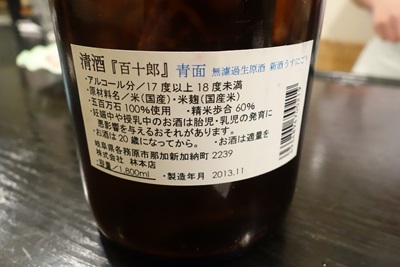 清酒『百十郎』青面 無濾過生原酒 新酒うすにごり
・アルコール分／17度以上18度未満
・原材料名／米(国産)・米麹(国産米)
・五百万石100%使用 ・精米歩合60%
・妊娠中や授乳中のお酒は胎児・乳児の発育に
悪影響を与えるおそれがあります。
・お酒は20歳になってから。 ・お酒は適量を
岐阜県各務原市那加新加納町2239
株式会社 林本店
・容量／1,800ml ・製造年月 2013.11